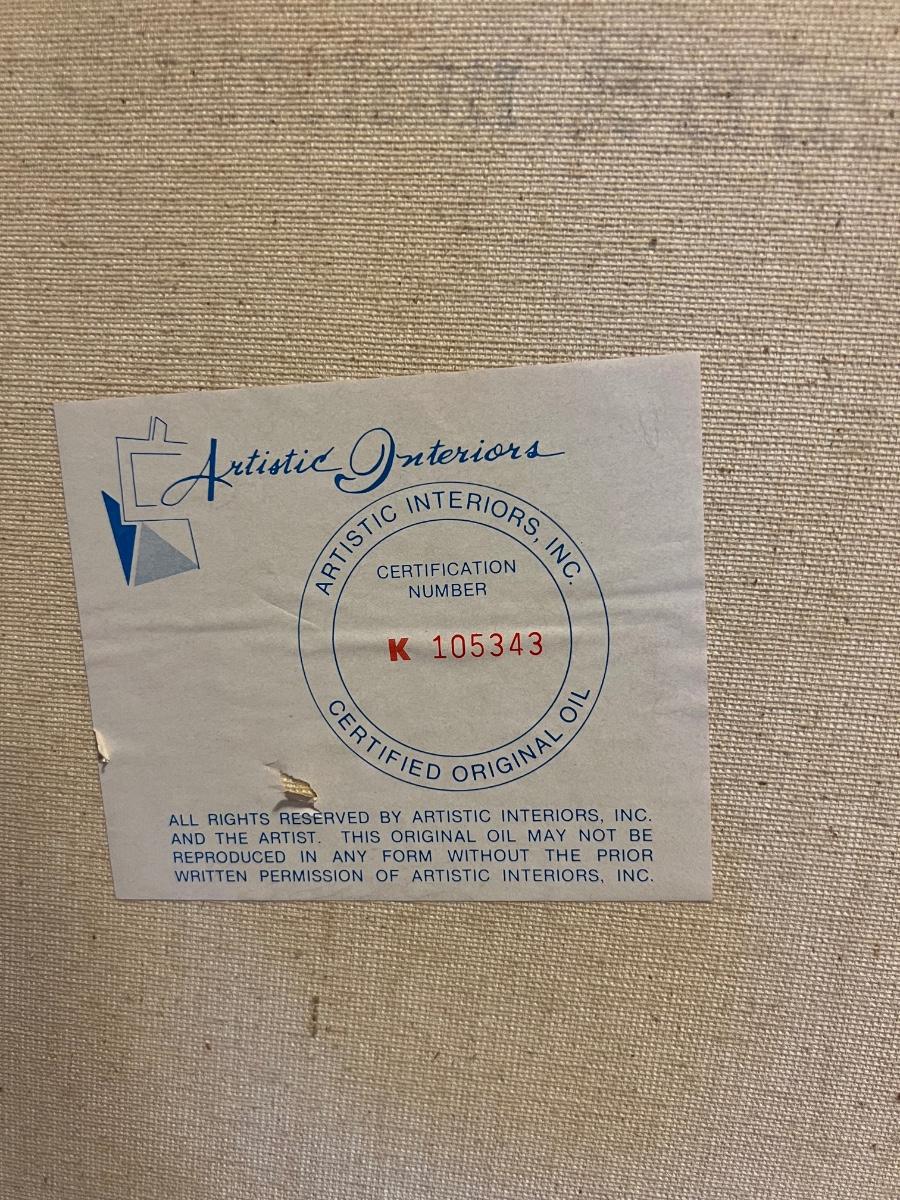 Artistic Interiors
ARTISTIC INTERIORS, INC.
CERTIFICATION
NUMBER
K 105343
CERTIFIED ORIGINAL OIL
ALL RIGHTS RESERVED BY ARTISTIC INTERIORS, INC.
AND THE ARTIST. THIS ORIGINAL OIL MAY NOT BE
REPRODUCED IN ANY FORM WITHOUT THE PRIOR
WRITTEN PERMISSION OF ARTISTIC INTERIORS, INC.